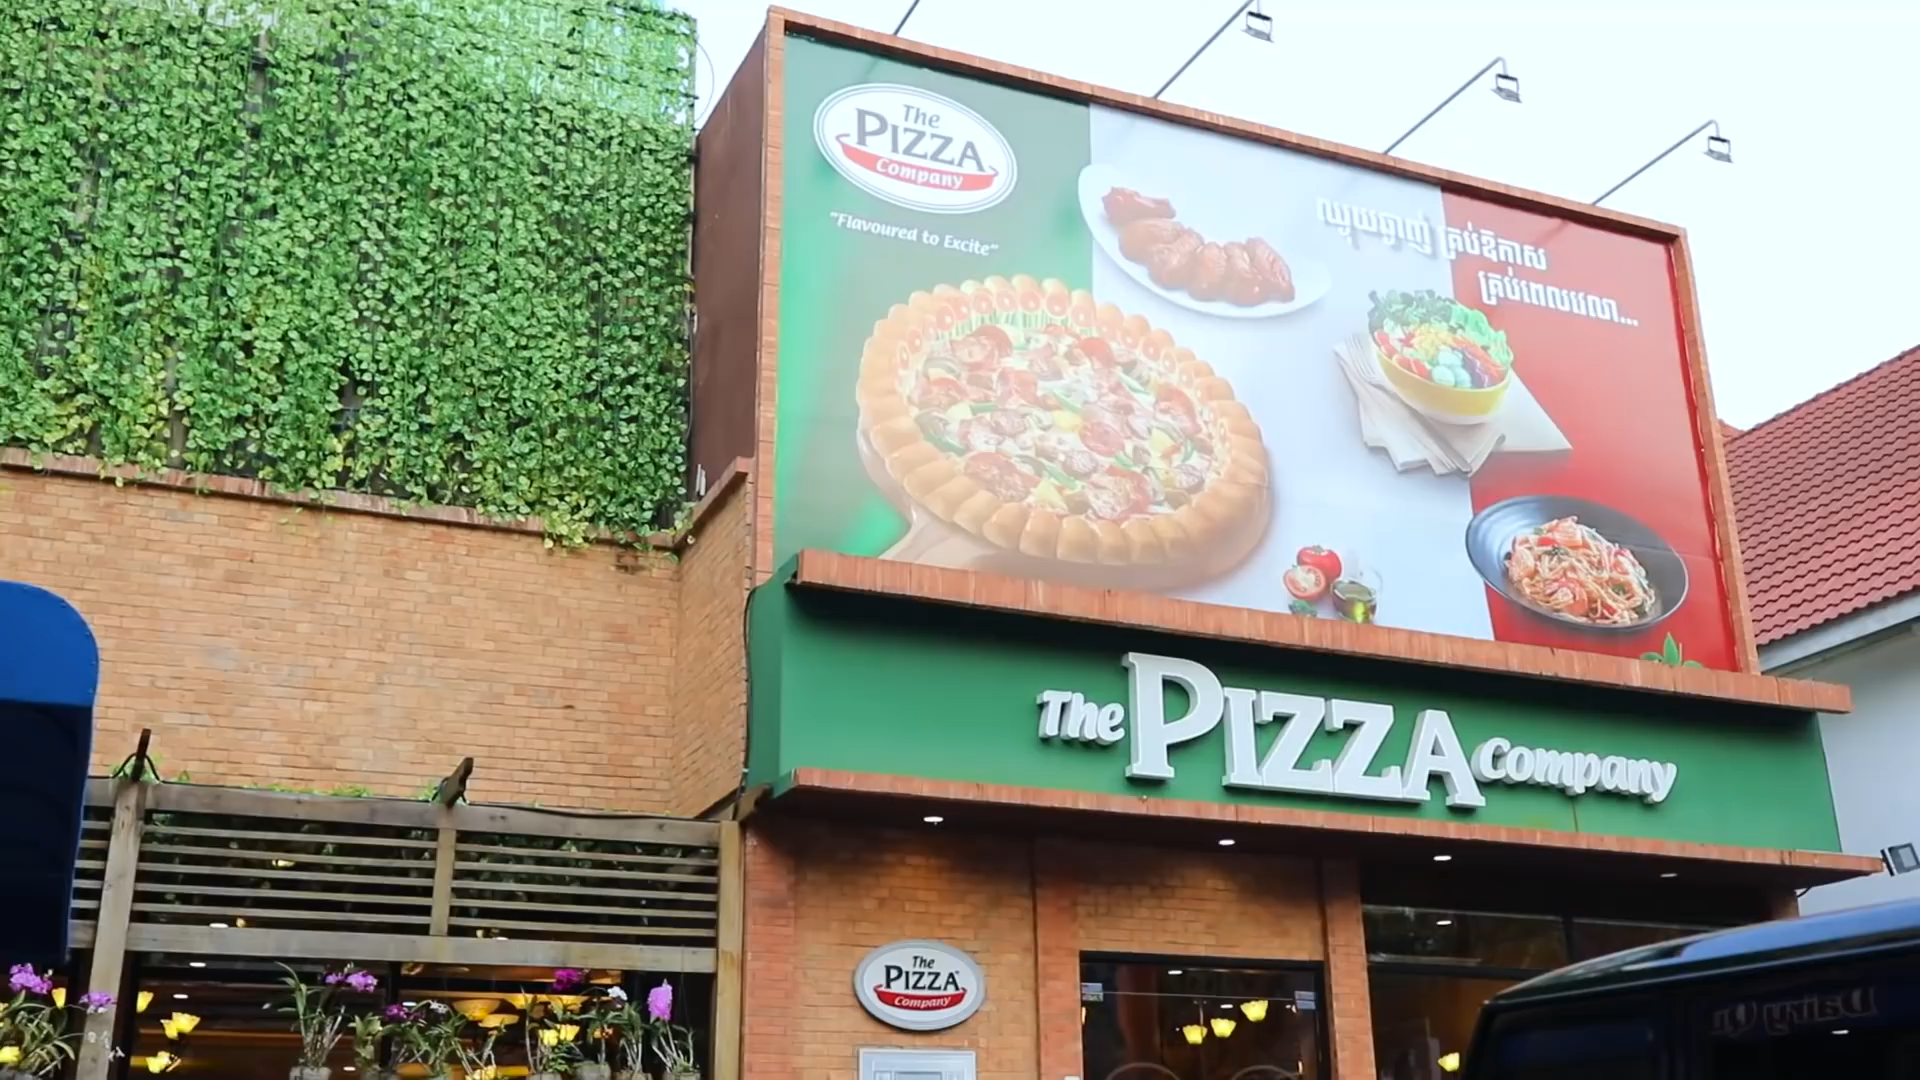 The
PIZZA
Company
"Flavoured to Excite"
ឈ្ងុយឆ្ងាញ់ គ្រប់ឱកាស
គ្រប់ពេលវេលា...
The PIZZA Company
The
PIZZA
Company